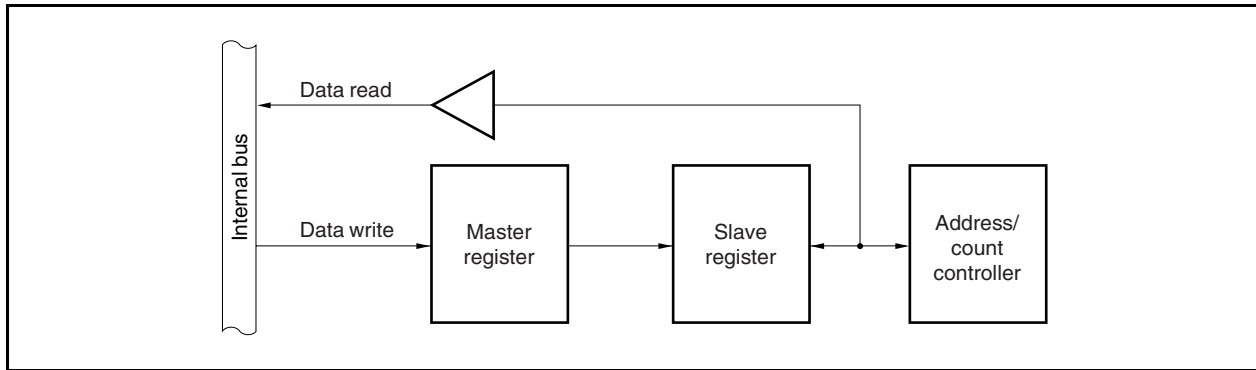 Data read
Internal bus
Data write
Master
register
Slave
register
Address/
count
controller